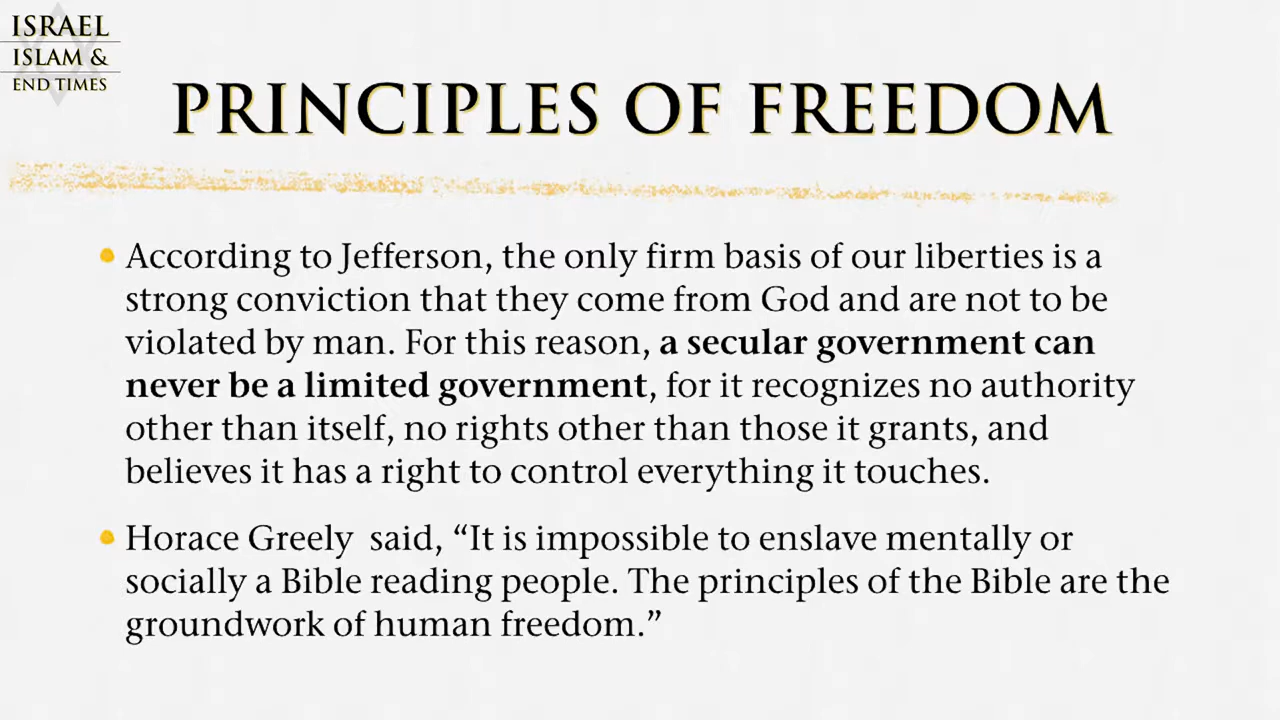 ISRAEL
ISLAM &
END TIMES
PRINCIPLES OF FREEDOM
• According to Jefferson, the only firm basis of our liberties is a
strong conviction that they come from God and are not to be
violated by man. For this reason, a secular government can
never be a limited government, for it recognizes no authority
other than itself, no rights other than those it grants, and
believes it has a right to control everything it touches.
• Horace Greely  said, “It is impossible to enslave mentally or
socially a Bible reading people. The principles of the Bible are the
groundwork of human freedom.”